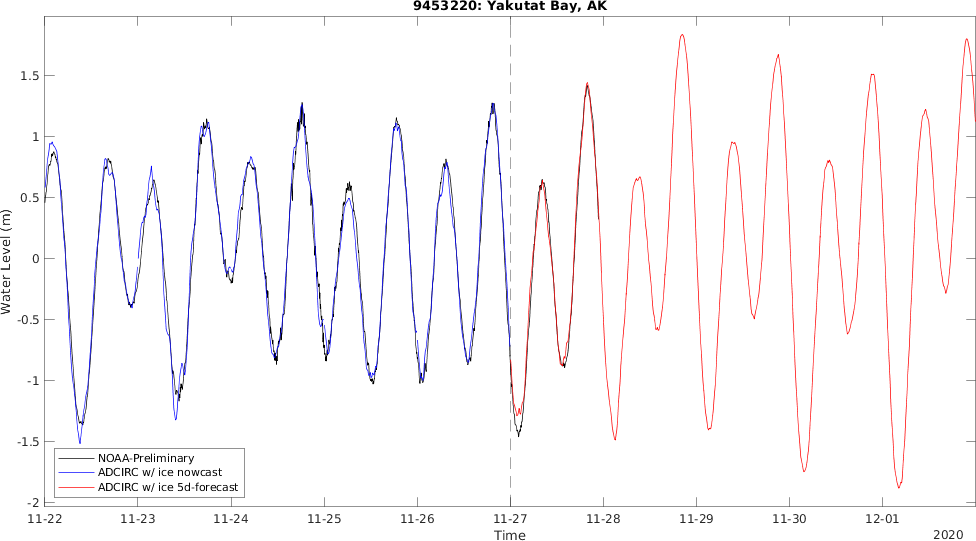 9453220: Yakutat Bay, AK
Water Level (m)
1.5
1
0.5
0
-0.5
-1
-1.5
-2
NOAA-Preliminary
ADCIRC w/ ice nowcast
ADCIRC w/ ice 5d-forecast
11-22 11-23 11-24 11-25 11-26 11-27 11-28 11-29 11-30 12-01
Time
2020